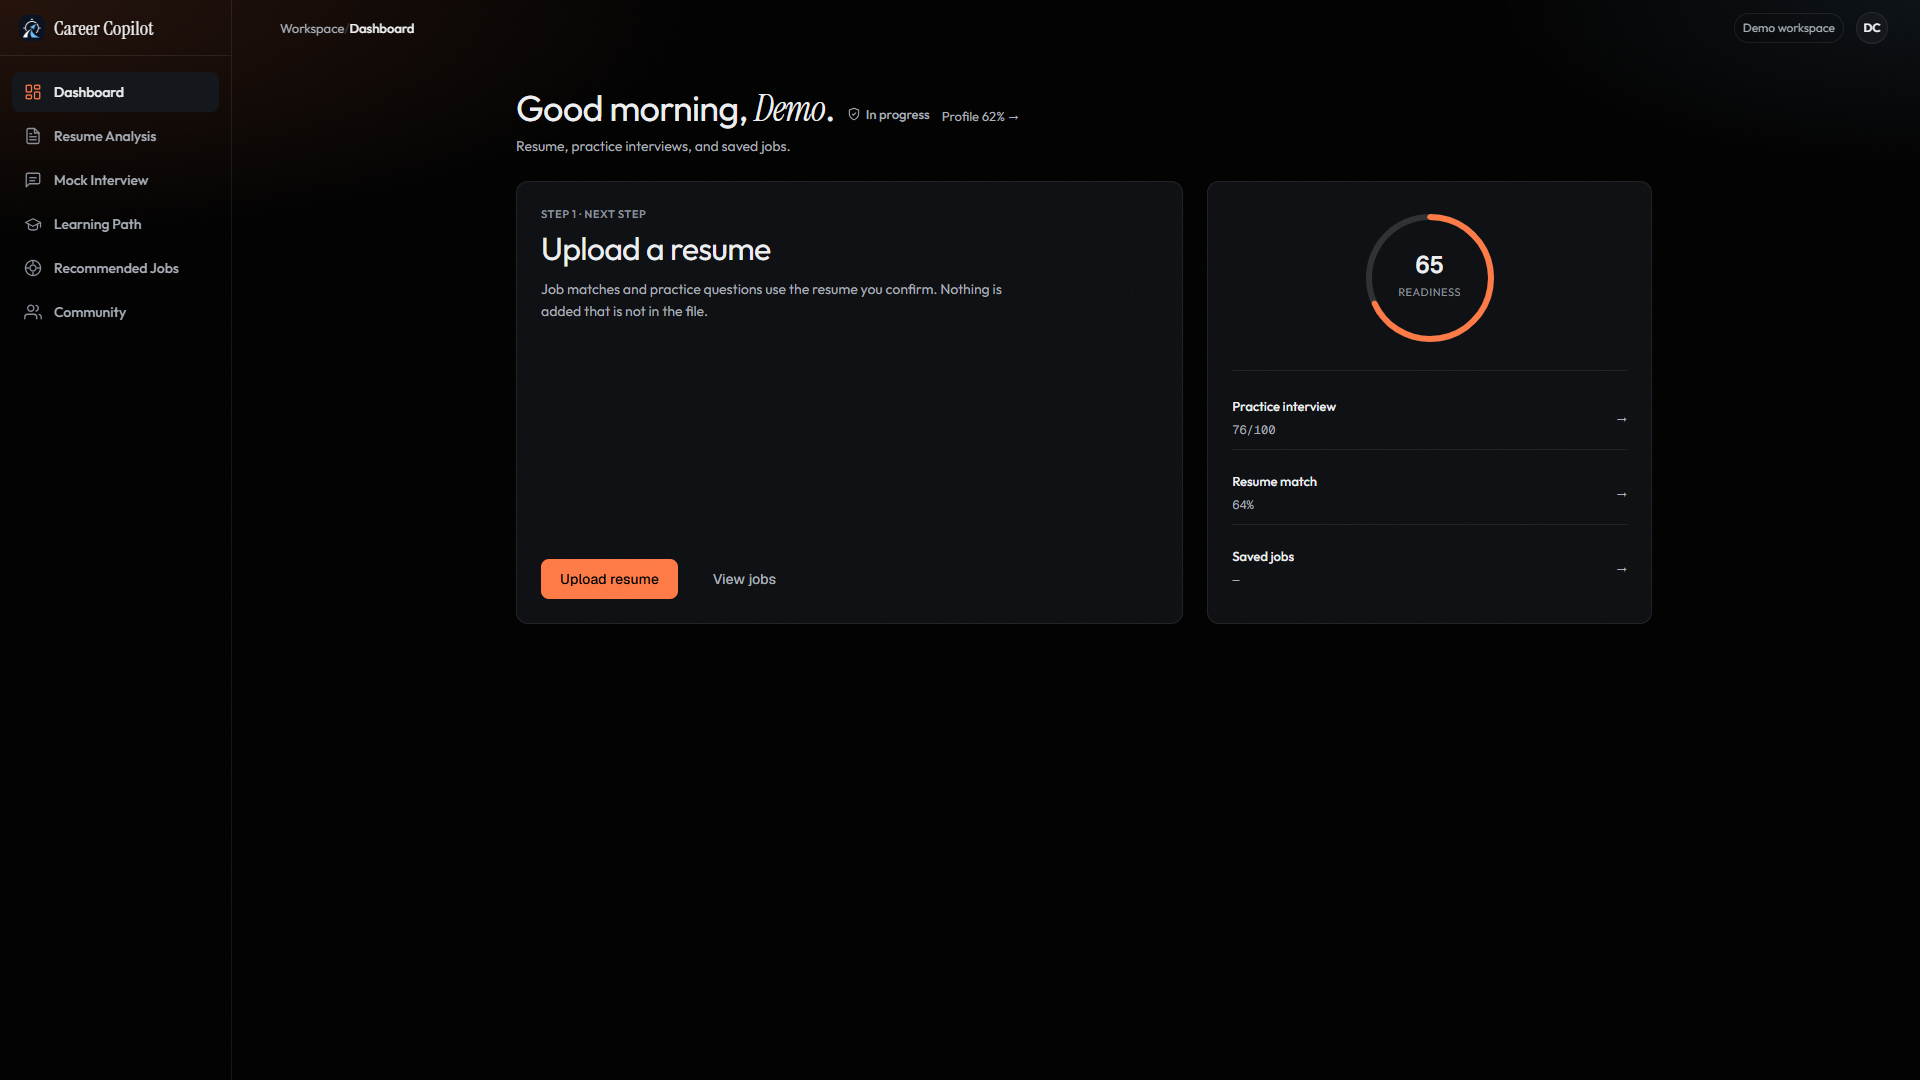 Career Copilot
Workspace/Dashboard
Demo workspace
DC
Dashboard
Resume Analysis
Mock Interview
Learning Path
Recommended Jobs
Community
Good morning, Demo.
In progress
Profile 62% →
Resume, practice interviews, and saved jobs.
STEP 1 · NEXT STEP
Upload a resume
Job matches and practice questions use the resume you confirm. Nothing is
added that is not in the file.
Upload resume
View jobs
65
READINESS
Practice interview
76/100
→
Resume match
64%
→
Saved jobs
—
→